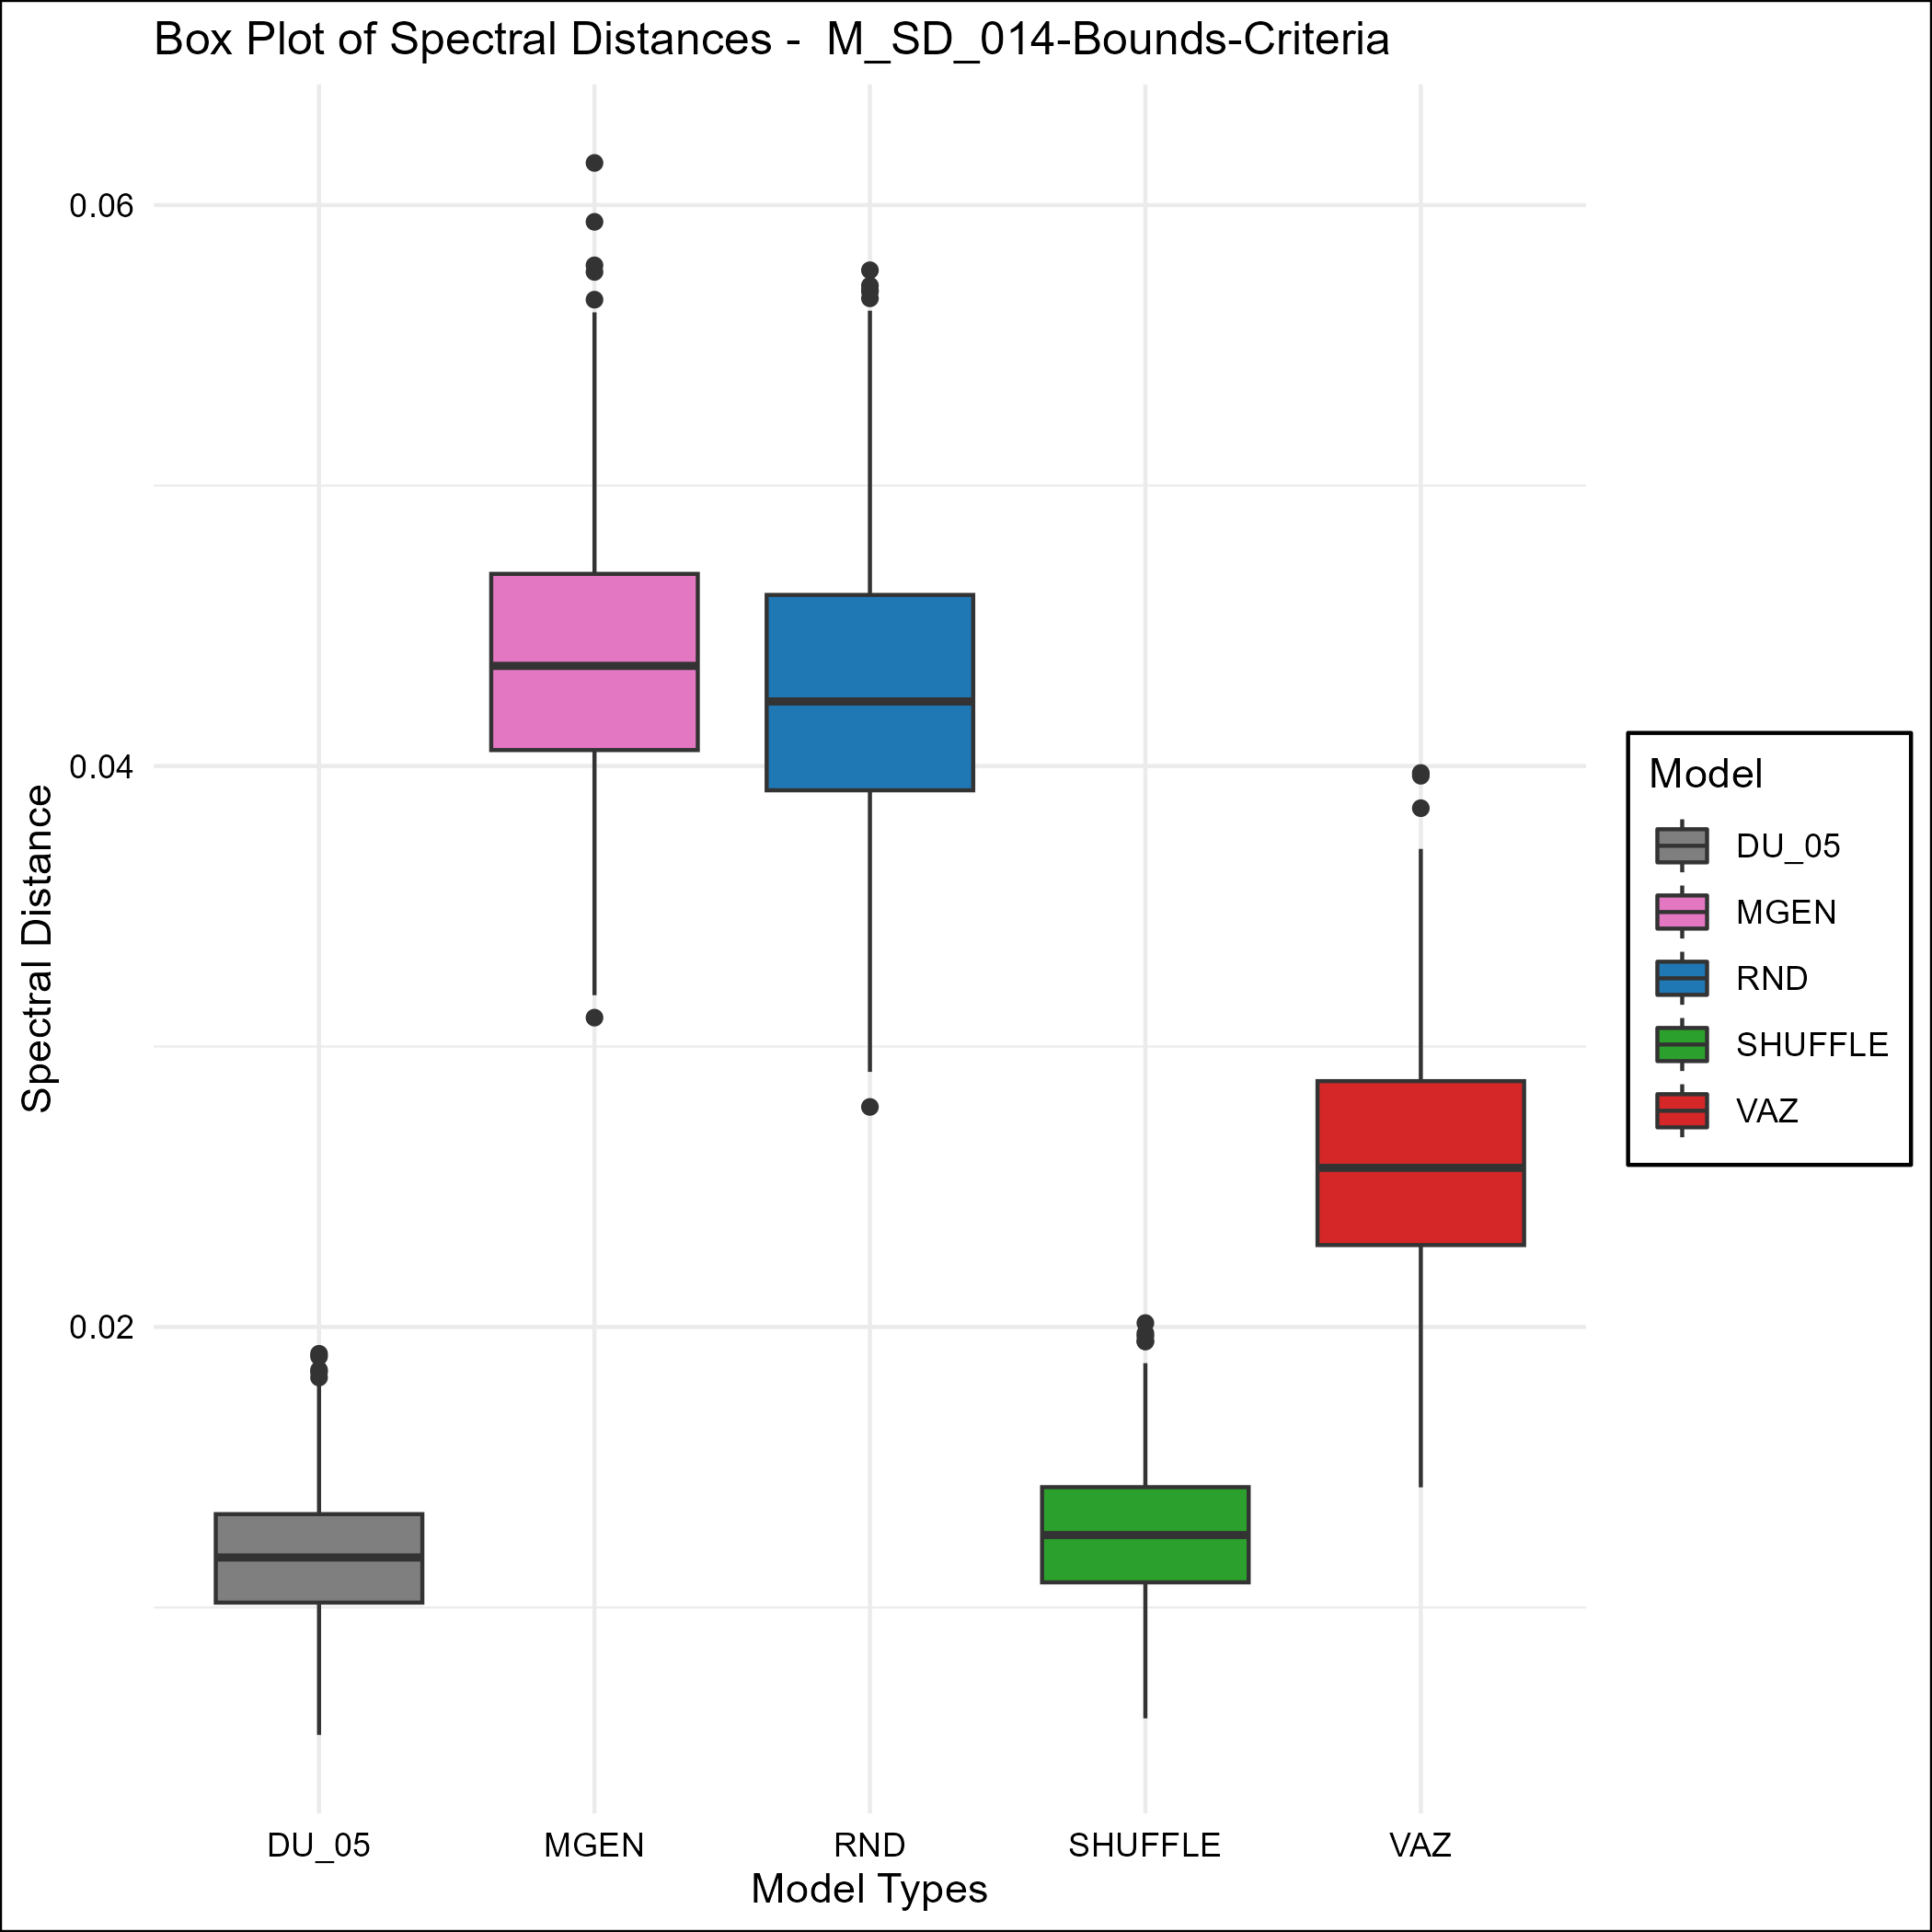 Box Plot of Spectral Distances -  M_SD_014-Bounds-Criteria
Spectral Distance
0.06
0.04
0.02
DU_05
MGEN
RND
SHUFFLE
VAZ
Model Types
Model
DU_05
MGEN
RND
SHUFFLE
VAZ